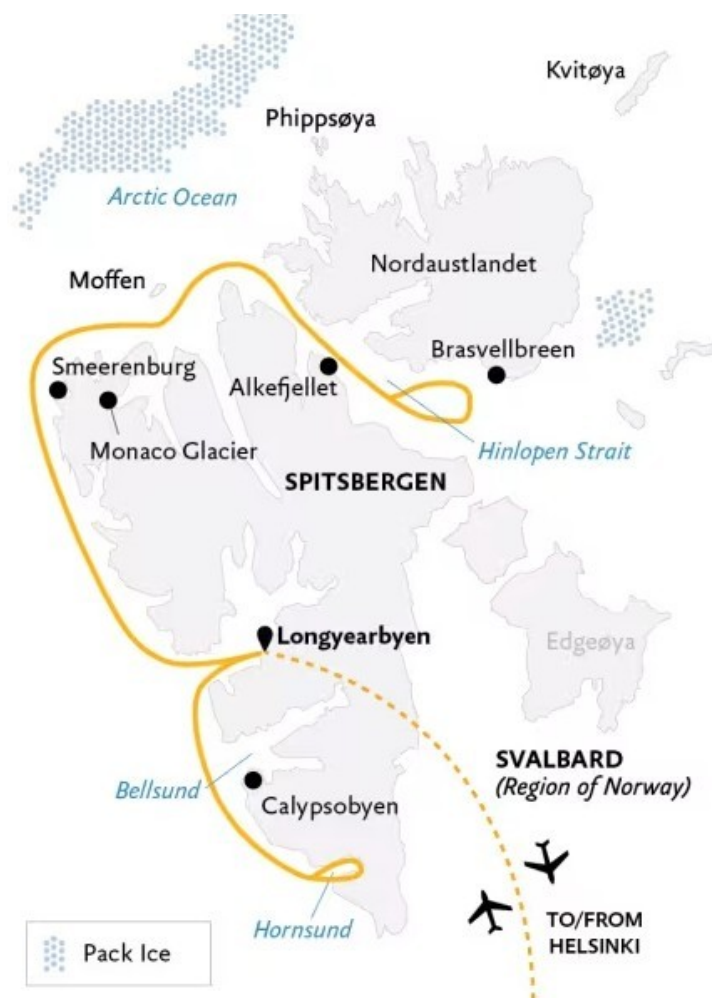 Kvitøya
Phippsøya
Arctic Ocean
Nordaustlandet
Moffen
Brasvellbreen
Smeerenburg
Alkefjellet
Monaco Glacier
Hinlopen Strait
SPITSBERGEN
Longyearbyen
Edgeøya
SVALBARD
(Region of Norway)
Bellsund
Calypsobyen
TO/FROM
HELSINKI
Hornsund
Pack Ice